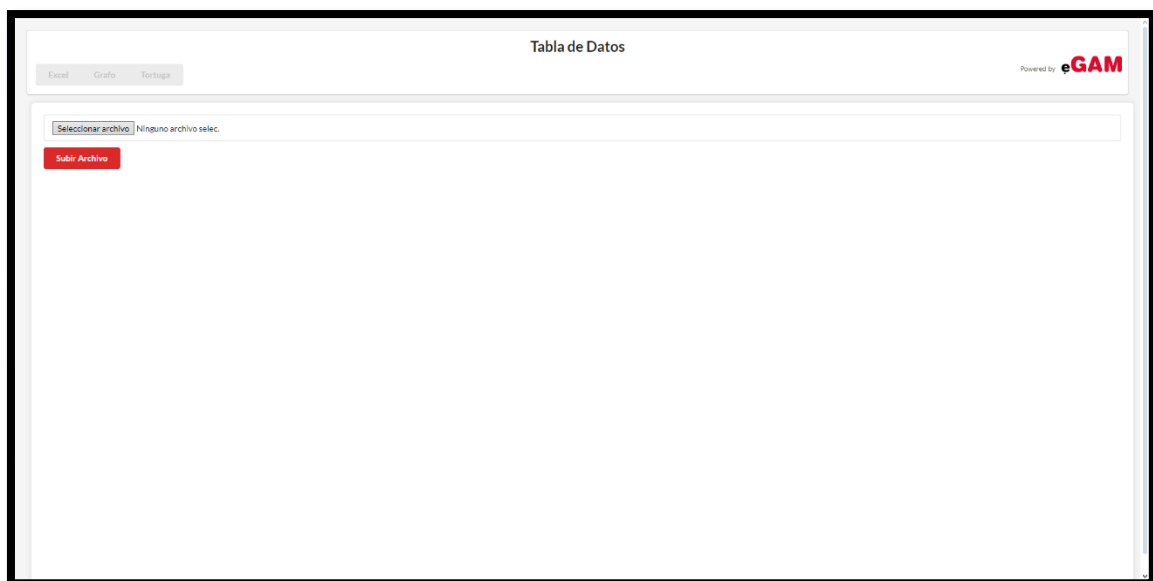 Tabla de Datos
Excel Grafo Tortuga
Powered by eGAM
Seleccionar archivo Ninguno archivo selec.
Subir Archivo